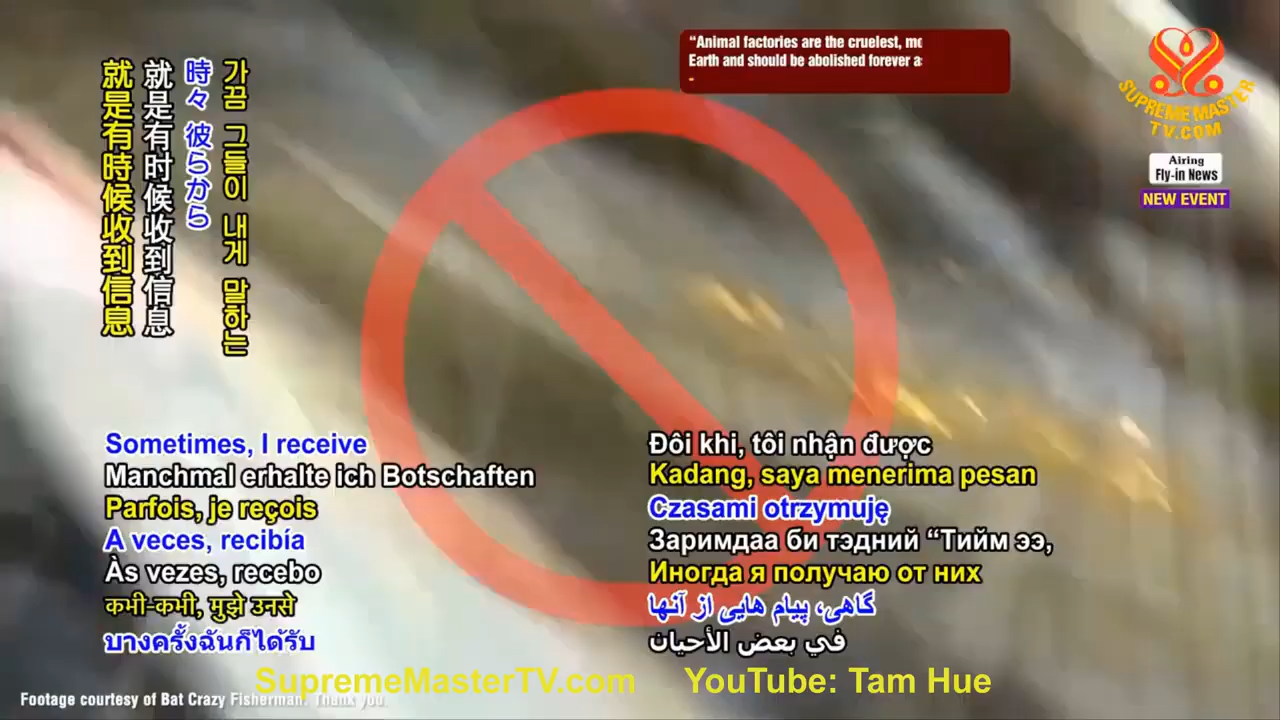 就是有時候收到信息
就是有时候收到信息
時々 彼らから
가끔 그들이 내게 말하는
“Animal factories are the cruelest, mo
Earth and should be abolished forever a
-
SUPREME MASTER
TV.COM
Airing
Fly-in News
NEW EVENT
Sometimes, I receive
Manchmal erhalte ich Botschaften
Parfois, je reçois
A veces, recibía
Às vezes, recebo
कभी-कभी, मुझे उनसे
บางครั้งฉันก็ได้รับ
Đôi khi, tôi nhận được
Kadang, saya menerima pesan
Czasami otrzymuję
Заримдаа би тэдний “Тийм ээ,
Иногда я получаю от них
گاهی، پیام هایی از آنها
في بعض الأحيان
SupremeMasterTV.com
YouTube: Tam Hue
Footage courtesy of Bat Crazy Fisherman. Thank you.